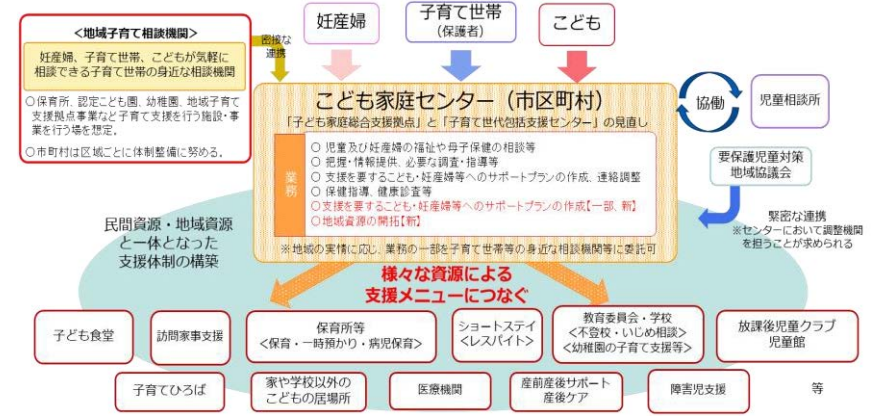 <地域子育て相談機関>
妊産婦、子育て世帯、こどもが気軽に
相談できる子育て世帯の身近な相談機関
○保育所、認定こども園、幼稚園、地域子育て
支援拠点事業など子育て支援を行う施設・事
業を行う場を想定。
○市町村は区域ごとに体制整備に努める。
密接な
連携
妊産婦
子育て世帯
(保護者)
こども
こども家庭センター（市区町村）
「子ども家庭総合支援拠点」と「子育て世代包括支援センター」の見直し
業務
○ 児童及び妊産婦の福祉や母子保健の相談等
○ 把握・情報提供、必要な調査・指導等
○ 支援を要するこども・妊産婦等へのサポートプランの作成、連絡調整
○ 保健指導、健康診査等
○支援を要するこども・妊産婦等へのサポートプランの作成【一部、新】
○地域資源の開拓【新】
※地域の実情に応じ、業務の一部を子育て世帯等の身近な相談機関等に委託可
協働
児童相談所
要保護児童対策
地域協議会
緊密な連携
※センターにおいて調整機関
を担うことが求められる
民間資源・地域資源
と一体となった
支援体制の構築
様々な資源による
支援メニューにつなぐ
子ども食堂
訪問家事支援
保育所等
<保育・一時預かり・病児保育>
ショートステイ
<レスパイト>
教育委員会・学校
<不登校・いじめ相談>
<幼稚園の子育て支援等>
放課後児童クラブ
児童館
子育てひろば
家や学校以外の
こどもの居場所
医療機関
産前産後サポート
産後ケア
障害児支援
等